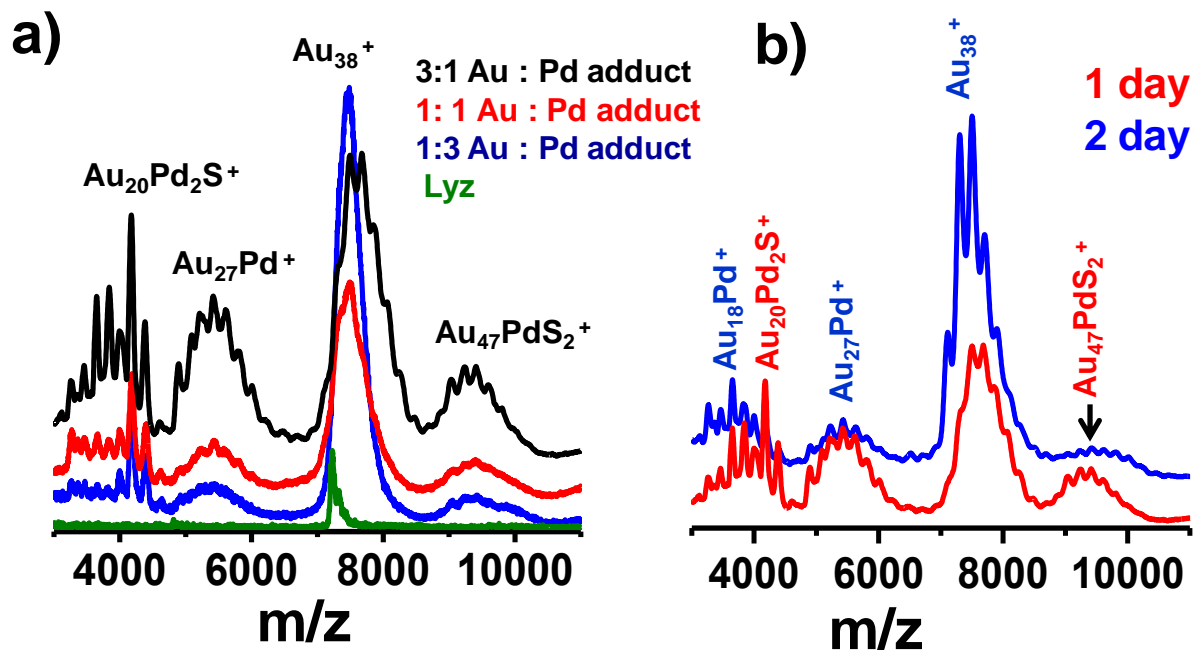 a)
Au₃₈⁺
3:1 Au : Pd adduct
1: 1 Au : Pd adduct
1:3 Au : Pd adduct
Lyz
Au₂₀Pd₂S⁺
Au₂₇Pd⁺
Au₄₇PdS₂⁺
4000 6000 8000 10000
m/z
b)
Au₃₈⁺
1 day
2 day
Au₁₈Pd⁺
Au₂₀Pd₂S⁺
Au₂₇Pd⁺
Au₄₇PdS₂⁺
4000 6000 8000 10000
m/z